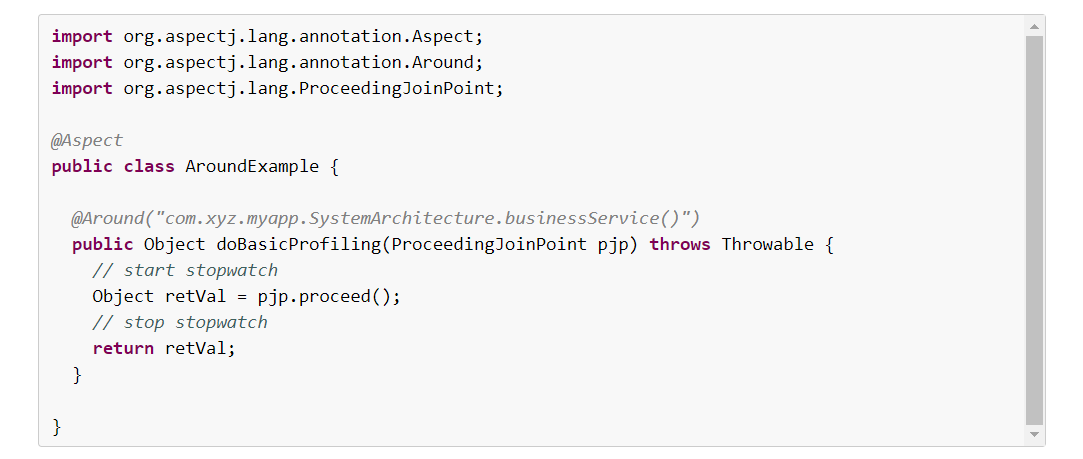 import org.aspectj.lang.annotation.Aspect;
import org.aspectj.lang.annotation.Around;
import org.aspectj.lang.ProceedingJoinPoint;
@Aspect
public class AroundExample {
@Around("com.xyz.myapp.SystemArchitecture.businessService()")
public Object doBasicProfiling(ProceedingJoinPoint pjp) throws Throwable {
// start stopwatch
Object retVal = pjp.proceed();
// stop stopwatch
return retVal;
}
}